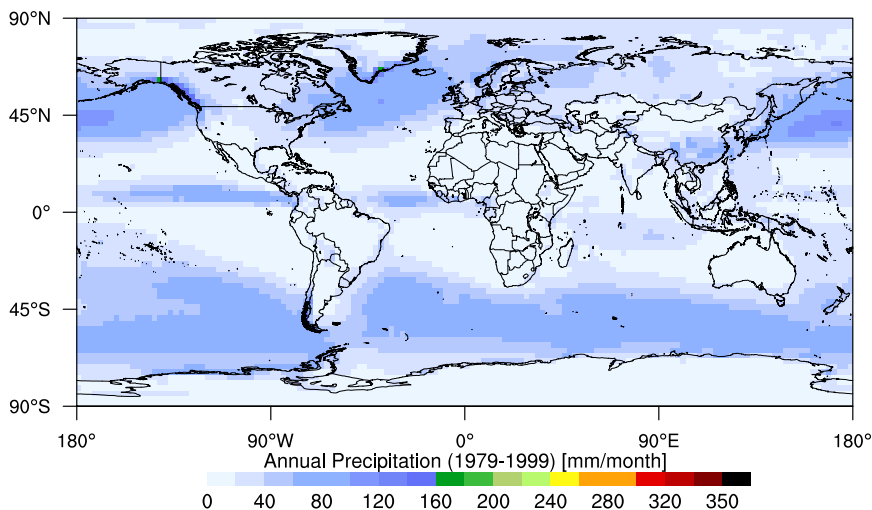 90°N
45°N
0°
45°S
90°S
180° 90°W 0° 90°E 180°
Annual Precipitation (1979-1999) [mm/month]
0 40 80 120 160 200 240 280 320 350